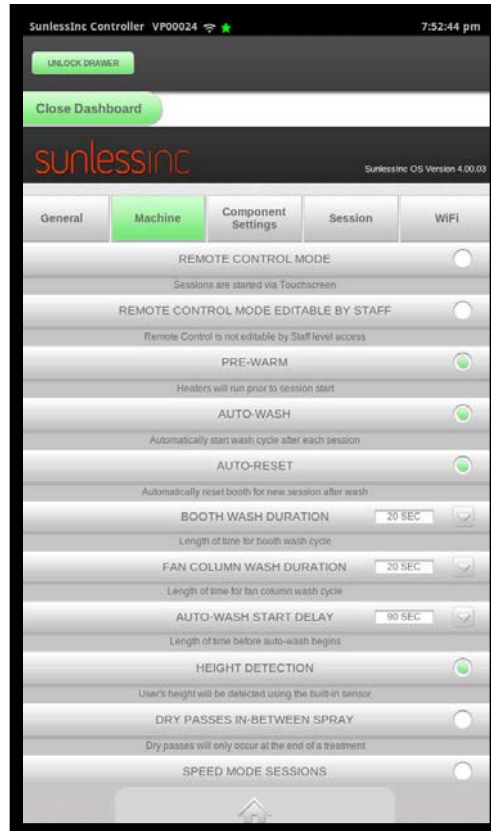 SunlessInc Controller VP00024 7:52:44 pm
UNLOCK DRAWER
Close Dashboard
sunlessinc
SunlessInc OS Version 4.00.03
General Machine Component Settings Session WiFi
REMOTE CONTROL MODE
Sessions are started via Touchscreen
REMOTE CONTROL MODE EDITABLE BY STAFF
Remote Control is not editable by Staff level access
PRE-WARM
Heaters will run prior to session start
AUTO-WASH
Automatically start wash cycle after each session
AUTO-RESET
Automatically reset booth for new session after wash
BOOTH WASH DURATION 20 SEC
Length of time for booth wash cycle
FAN COLUMN WASH DURATION 20 SEC
Length of time for fan column wash cycle
AUTO-WASH START DELAY 90 SEC
Length of time before auto-wash begins
HEIGHT DETECTION
User's height will be detected using the built-in sensor
DRY PASSES IN-BETWEEN SPRAY
Dry passes will only occur at the end of a treatment
SPEED MODE SESSIONS